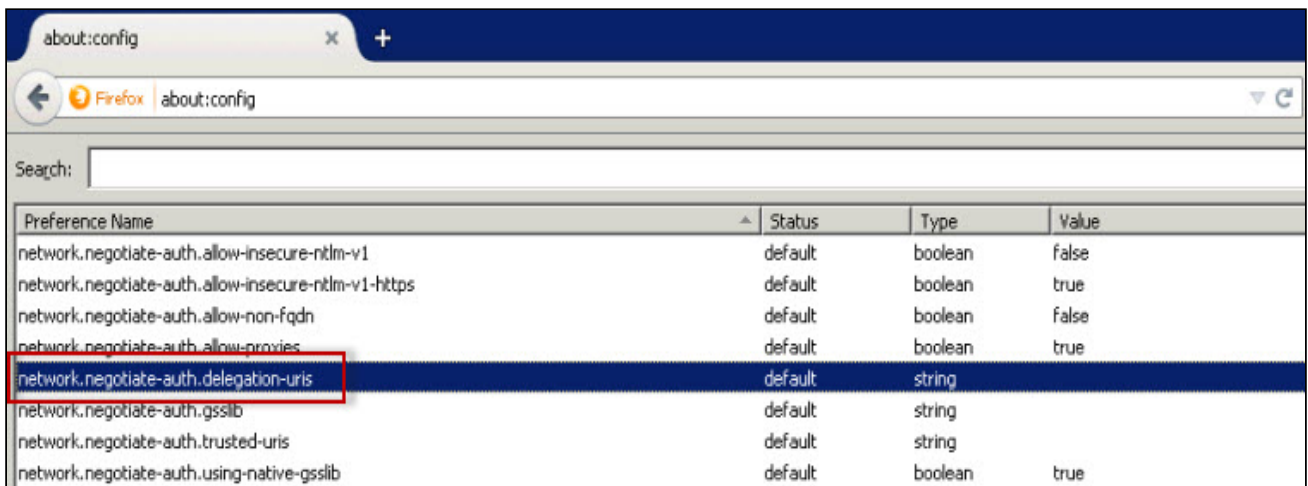 about:config × +
Firefox about:config
Search:
Preference Name Status Type Value
network.negotiate-auth.allow-insecure-ntlm-v1 default boolean false
network.negotiate-auth.allow-insecure-ntlm-v1-https default boolean true
network.negotiate-auth.allow-non-fqdn default boolean false
network.negotiate-auth.allow-proxies default boolean true
network.negotiate-auth.delegation-uris default string
network.negotiate-auth.gsslib default string
network.negotiate-auth.trusted-uris default string
network.negotiate-auth.using-native-gsslib default boolean true